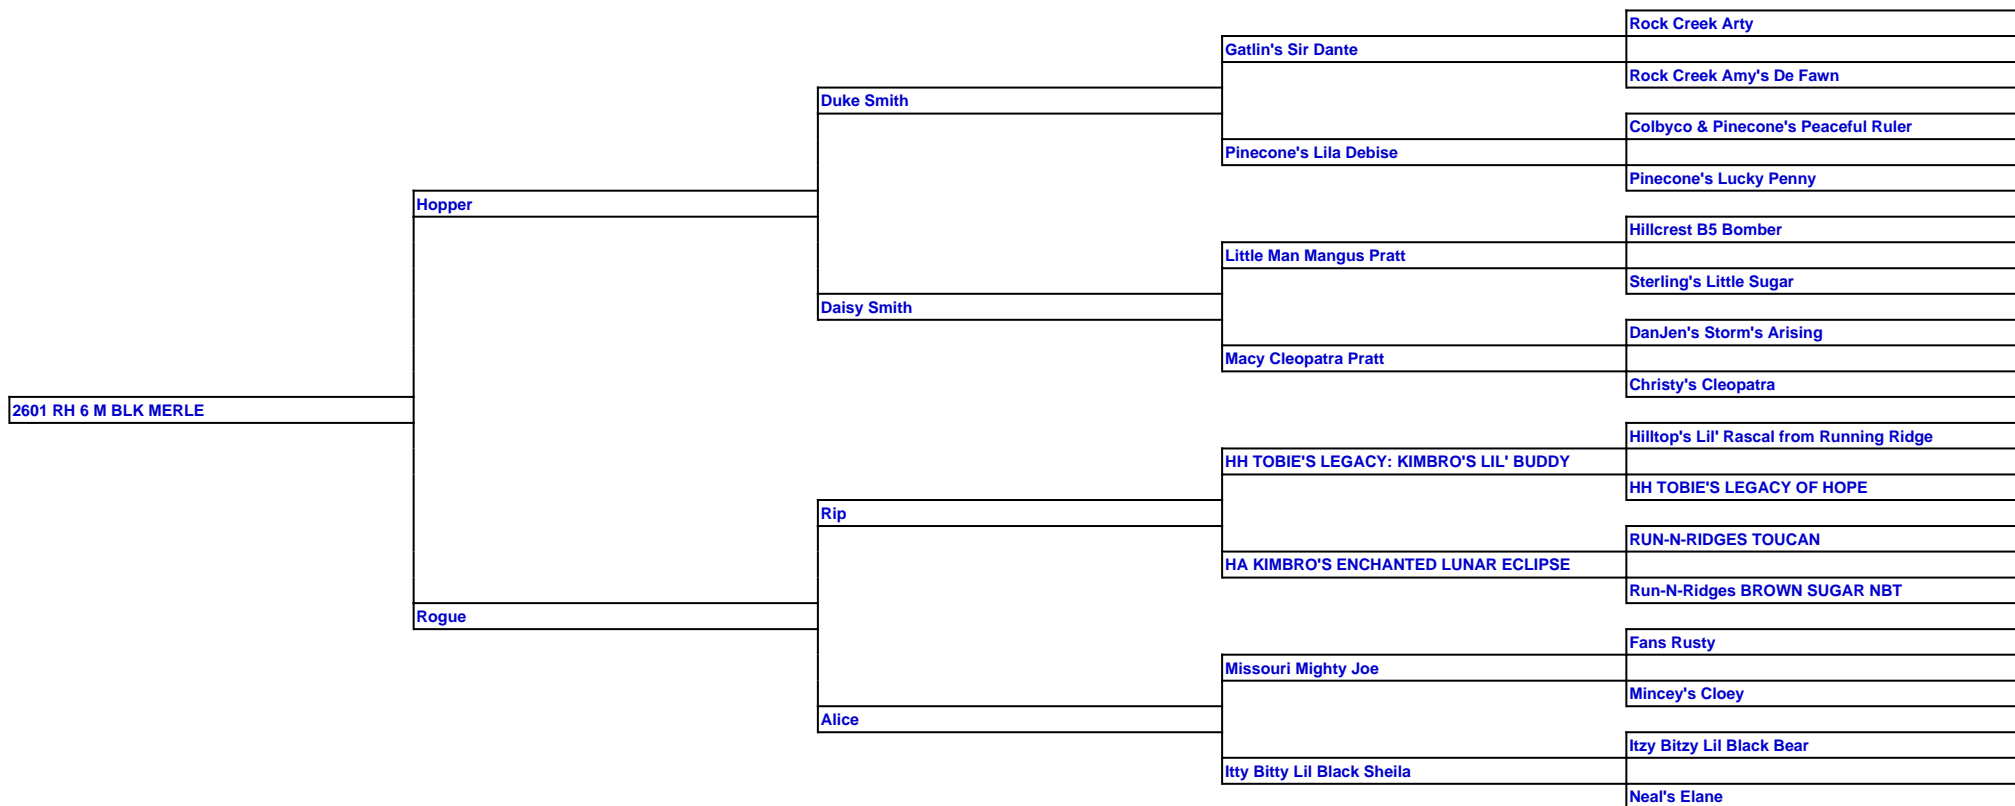 Rock Creek Arty
Gatlin's Sir Dante
Rock Creek Amy's De Fawn
Duke Smith
Colbyco & Pinecone's Peaceful Ruler
Pinecone's Lila Debise
Pinecone's Lucky Penny
Hopper
Hillcrest B5 Bomber
Little Man Mangus Pratt
Sterling's Little Sugar
Daisy Smith
DanJen's Storm's Arising
Macy Cleopatra Pratt
Christy's Cleopatra
2601 RH 6 M BLK MERLE
Hilltop's Lil' Rascal from Running Ridge
HH TOBIE'S LEGACY: KIMBRO'S LIL' BUDDY
HH TOBIE'S LEGACY OF HOPE
Rip
RUN-N-RIDGES TOUCAN
HA KIMBRO'S ENCHANTED LUNAR ECLIPSE
Run-N-Ridges BROWN SUGAR NBT
Rogue
Fans Rusty
Missouri Mighty Joe
Mincey's Cloey
Alice
Itzy Bitzy Lil Black Bear
Itty Bitty Lil Black Sheila
Neal's Elane